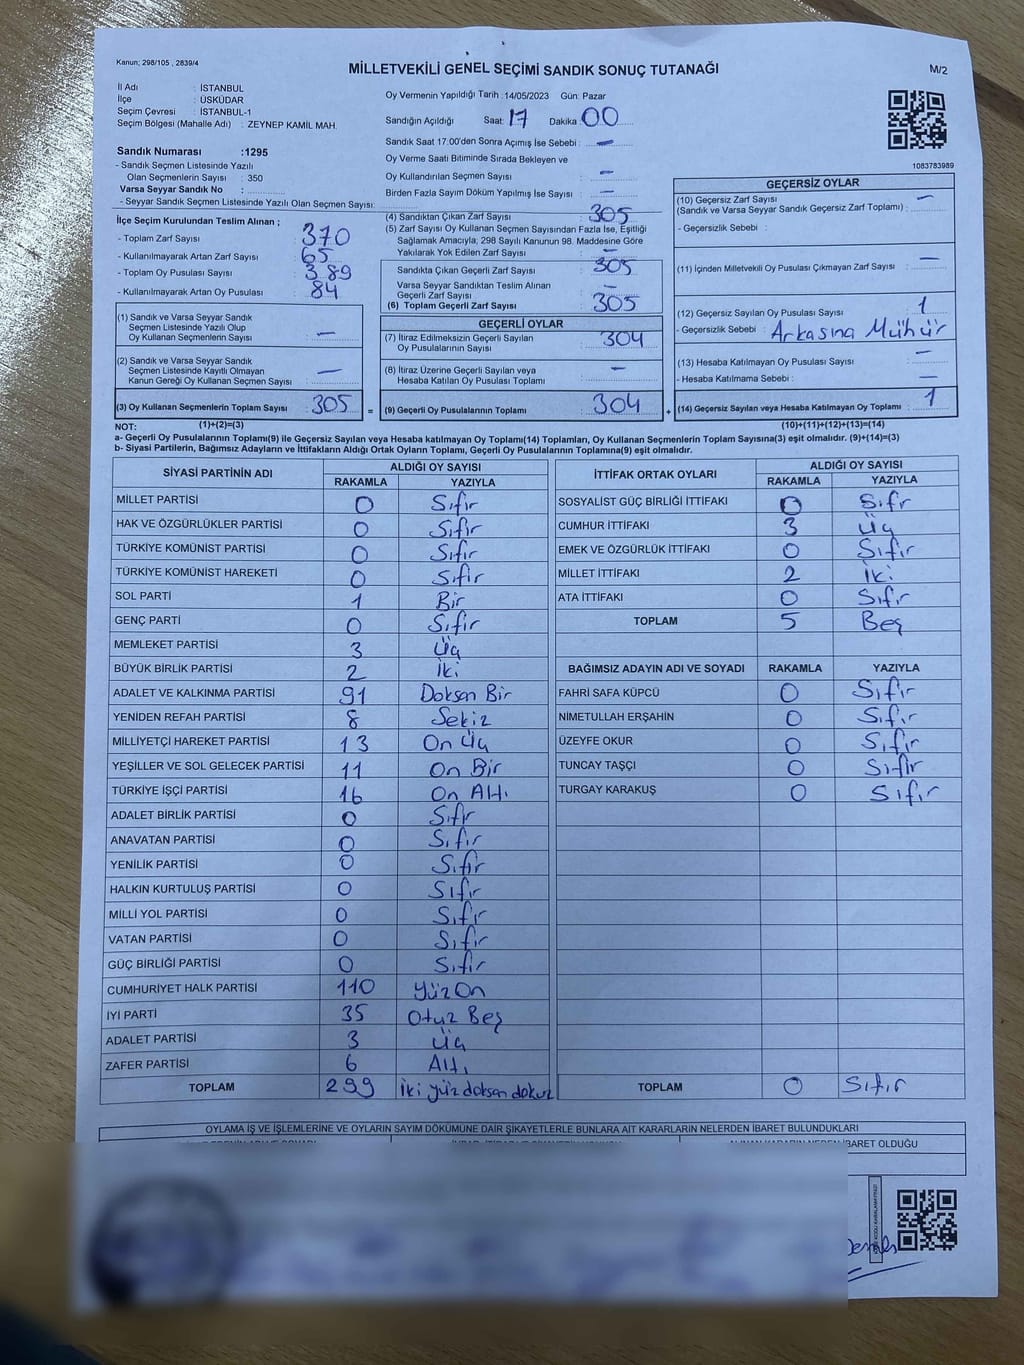 Kanun; 298/105 , 2839/4
MİLLETVEKİLİ GENEL SEÇİMİ SANDIK SONUÇ TUTANAĞI
M/2
İl Adı : İSTANBUL
İlçe : ÜSKÜDAR
Seçim Çevresi : İSTANBUL-1
Seçim Bölgesi (Mahalle Adı) : ZEYNEP KAMİL MAH.
Oy Vermenin Yapıldığı Tarih :14/05/2023 Gün: Pazar
Sandığın Açıldığı Saat: 17 Dakika : 00
Sandık Saat 17:00'den Sonra Açımış İse Sebebi : —
Oy Verme Saati Bitiminde Sırada Bekleyen ve
Oy Kullandırılan Seçmen Sayısı : —
Birden Fazla Sayım Döküm Yapılmış İse Sayısı : —
1083783989
Sandık Numarası :1295
- Sandık Seçmen Listesinde Yazılı
Olan Seçmenlerin Sayısı : 350
Varsa Seyyar Sandık No :
- Seyyar Sandık Seçmen Listesinde Yazılı Olan Seçmen Sayısı:
İlçe Seçim Kurulundan Teslim Alınan ;
- Toplam Zarf Sayısı : 370
- Kullanılmayarak Artan Zarf Sayısı : 65
- Toplam Oy Pusulası Sayısı : 389
- Kullanılmayarak Artan Oy Pusulası : 84
(4) Sandıktan Çıkan Zarf Sayısı : 305
(5) Zarf Sayısı Oy Kullanan Seçmen Sayısından Fazla İse, Eşitliği
Sağlamak Amacıyla; 298 Sayılı Kanunun 98. Maddesine Göre
Yakılarak Yok Edilen Zarf Sayısı : —
Sandıkta Çıkan Geçerli Zarf Sayısı : 305
Varsa Seyyar Sandıktan Teslim Alınan
Geçerli Zarf Sayısı : —
(6) Toplam Geçerli Zarf Sayısı : 305
GEÇERSİZ OYLAR
(10) Geçersiz Zarf Sayısı
(Sandık ve Varsa Seyyar Sandık Geçersiz Zarf Toplamı) : —
- Geçersizlik Sebebi :
(11) İçinden Milletvekili Oy Pusulası Çıkmayan Zarf Sayısı : —
(12) Geçersiz Sayılan Oy Pusulası Sayısı : 1
- Geçersizlik Sebebi : Arkasına Mühür
(13) Hesaba Katılmayan Oy Pusulası Sayısı : —
- Hesaba Katılmama Sebebi : —
(1) Sandık ve Varsa Seyyar Sandık
Seçmen Listesinde Yazılı Olup
Oy Kullanan Seçmenlerin Sayısı : —
(2) Sandık ve Varsa Seyyar Sandık
Seçmen Listesinde Kayıtlı Olmayan
Kanun Gereği Oy Kullanan Seçmen Sayısı : —
GEÇERLİ OYLAR
(7) İtiraz Edilmeksizin Geçerli Sayılan
Oy Pusulalarının Sayısı : 304
(8) İtiraz Üzerine Geçerli Sayılan veya
Hesaba Katılan Oy Pusulası Toplamı : —
(3) Oy Kullanan Seçmenlerin Toplam Sayısı : 305 = (9) Geçerli Oy Pusulalarının Toplamı : 304 + (14) Geçersiz Sayılan veya Hesaba Katılmayan Oy Toplamı : 1
NOT: (1)+(2)=(3) (10)+(11)+(12)+(13)=(14)
a- Geçerli Oy Pusulalarının Toplamı(9) ile Geçersiz Sayılan veya Hesaba katılmayan Oy Toplamı(14) Toplamları, Oy Kullanan Seçmenlerin Toplam Sayısına(3) eşit olmalıdır. (9)+(14)=(3)
b- Siyasi Partilerin, Bağımsız Adayların ve İttifakların Aldığı Ortak Oyların Toplamı, Geçerli Oy Pusulalarının Toplamına(9) eşit olmalıdır.
SİYASİ PARTİNİN ADI ALDIĞI OY SAYISI
RAKAMLA YAZIYLA
MİLLET PARTİSİ 0 Sıfır
HAK VE ÖZGÜRLÜKLER PARTİSİ 0 Sıfır
TÜRKİYE KOMÜNİST PARTİSİ 0 Sıfır
TÜRKİYE KOMÜNİST HAREKETİ 0 Sıfır
SOL PARTİ 1 Bir
GENÇ PARTİ 0 Sıfır
MEMLEKET PARTİSİ 3 Üç
BÜYÜK BİRLİK PARTİSİ 2 İki
ADALET VE KALKINMA PARTİSİ 91 Doksan Bir
YENİDEN REFAH PARTİSİ 8 Sekiz
MİLLİYETÇİ HAREKET PARTİSİ 13 On Üç
YEŞİLLER VE SOL GELECEK PARTİSİ 11 On Bir
TÜRKİYE İŞÇİ PARTİSİ 16 On Altı
ADALET BİRLİK PARTİSİ 0 Sıfır
ANAVATAN PARTİSİ 0 Sıfır
YENİLİK PARTİSİ 0 Sıfır
HALKIN KURTULUŞ PARTİSİ 0 Sıfır
MİLLİ YOL PARTİSİ 0 Sıfır
VATAN PARTİSİ 0 Sıfır
GÜÇ BİRLİĞİ PARTİSİ 0 Sıfır
CUMHURİYET HALK PARTİSİ 110 Yüz On
İYİ PARTİ 35 Otuz Beş
ADALET PARTİSİ 3 Üç
ZAFER PARTİSİ 6 Altı
TOPLAM 299 İki yüz doksan dokuz
İTTİFAK ORTAK OYLARI ALDIĞI OY SAYISI
RAKAMLA YAZIYLA
SOSYALİST GÜÇ BİRLİĞİ İTTİFAKI 0 Sıfır
CUMHUR İTTİFAKI 3 Üç
EMEK VE ÖZGÜRLÜK İTTİFAKI 0 Sıfır
MİLLET İTTİFAKI 2 İki
ATA İTTİFAKI 0 Sıfır
TOPLAM 5 Beş
BAĞIMSIZ ADAYIN ADI VE SOYADI RAKAMLA YAZIYLA
FAHRİ SAFA KÜPCÜ 0 Sıfır
NİMETULLAH ERŞAHİN 0 Sıfır
ÜZEYFE OKUR 0 Sıfır
TUNCAY TAŞÇI 0 Sıfır
TURGAY KARAKUŞ 0 Sıfır
TOPLAM 0 Sıfır
OYLAMA İŞ VE İŞLEMLERİNE VE OYLARIN SAYIM DÖKÜMÜNE DAİR ŞİKAYETLERLE BUNLARA AİT KARARLARIN NELERDEN İBARET BULUNDUKLARI
İBARET OLDUĞU